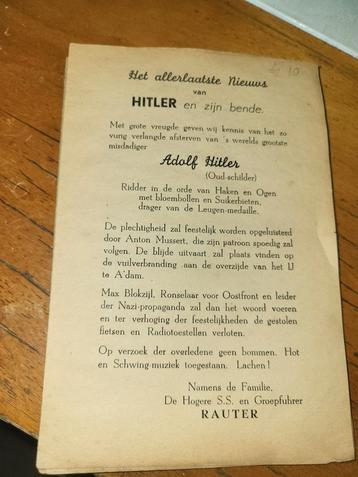 £ 10
Het allerlaatste Nieuws
van
HITLER en zijn bende.
Met grote vreugde geven wij kennis van het zo
vurig verlangde afsterven van 's werelds grootste
misdadiger
Adolf Hitler
(Oud-schilder)
Ridder in de orde van Haken en Ogen
met bloembollen en Suikerbieten,
drager van de Leugen-medaille.
De plechtigheid zal feestelijk worden opgeluisterd
door Anton Mussert, die zijn patroon spoedig zal
volgen. De blijde uitvaart zal plaats vinden op
de vuilverbranding aan de overzijde van het IJ
te A'dam.
Max Blokzijl, Ronselaar voor Oostfront en leider
der Nazi-propaganda zal dan het woord voeren
en ter verhoging der feestelijkheden de gestolen
fietsen en Radiotoestellen verloten.
Op verzoek der overledene geen bommen. Hot
en Schwing-muziek toegestaan. Lachen!
Namens de Familie,
De Hogere S.S. en Groepfuhrer
RAUTER